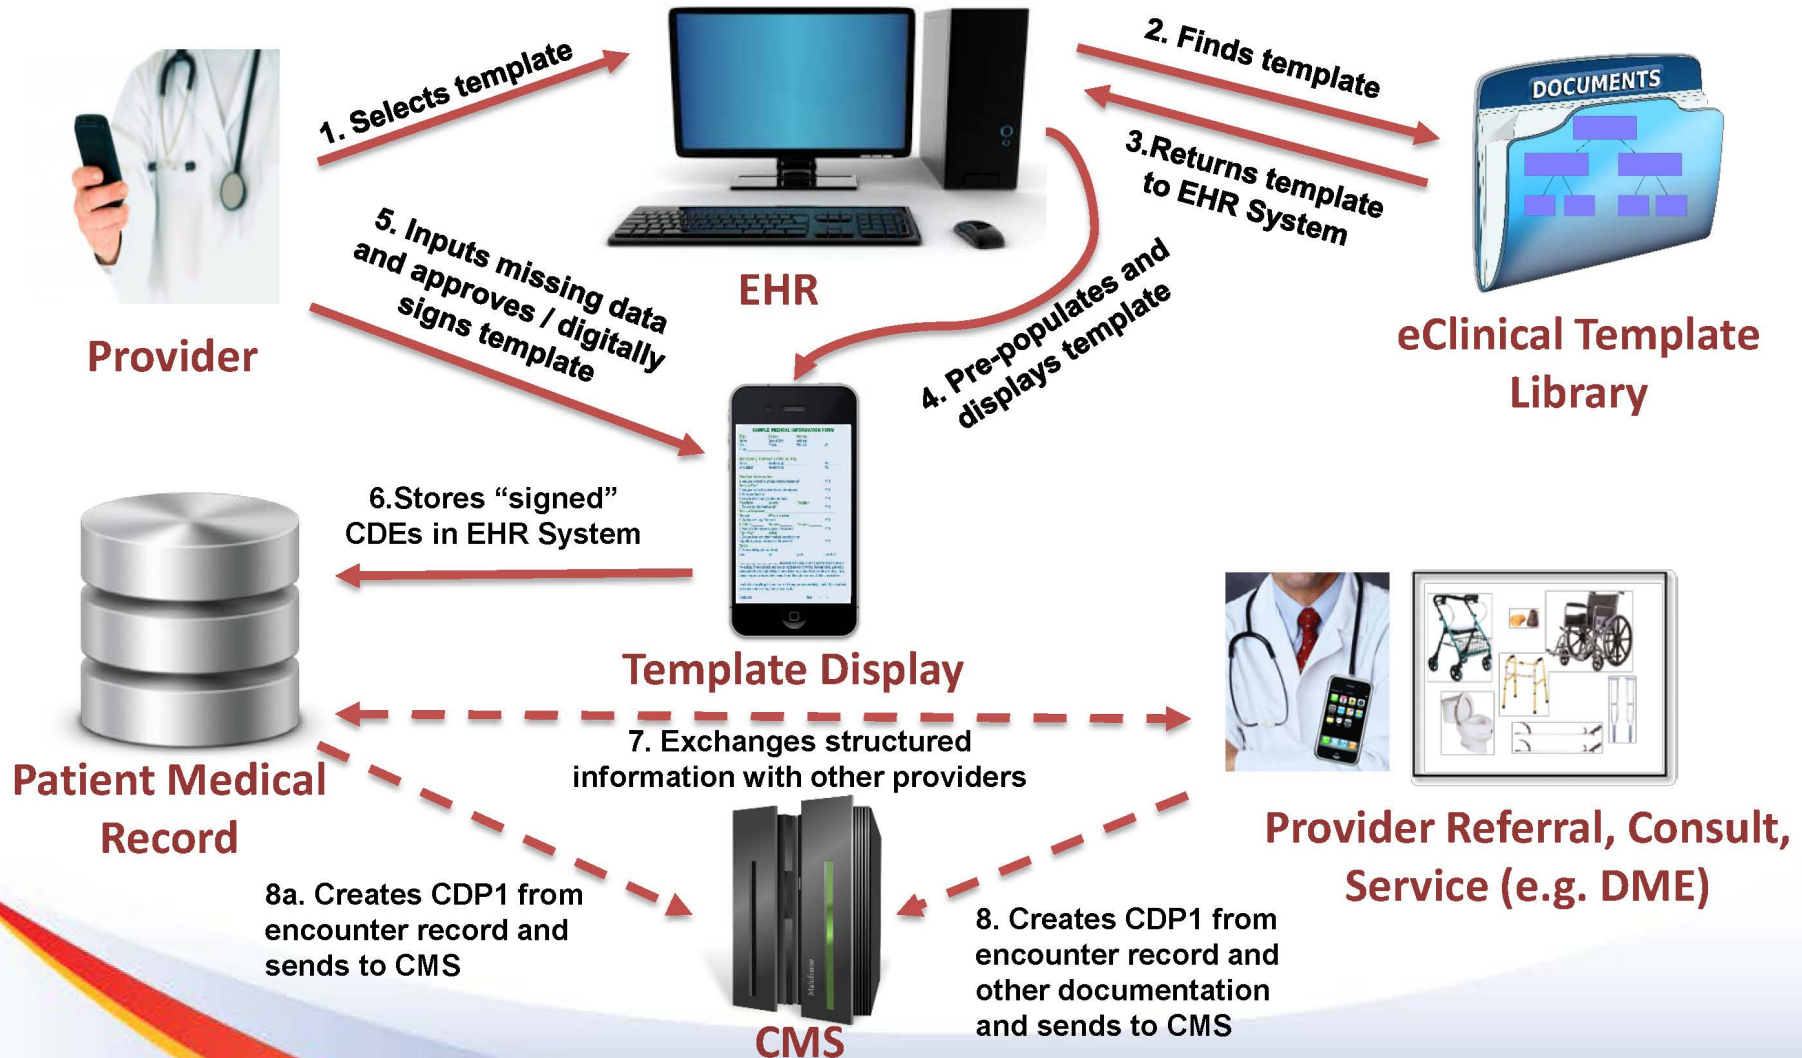 1. Selects template
2. Finds template
DOCUMENTS
3.Returns template
to EHR System
5. Inputs missing data
and approves / digitally
signs template
EHR
Provider
4. Pre-populates and
displays template
eClinical Template
Library
SAMPLE MEDICAL INFORMATION FORM
6.Stores “signed”
CDEs in EHR System
Template Display
7. Exchanges structured
information with other providers
Patient Medical
Record
Provider Referral, Consult,
Service (e.g. DME)
8a. Creates CDP1 from
encounter record and
sends to CMS
Mainframe
8. Creates CDP1 from
encounter record and
other documentation
and sends to CMS
CMS